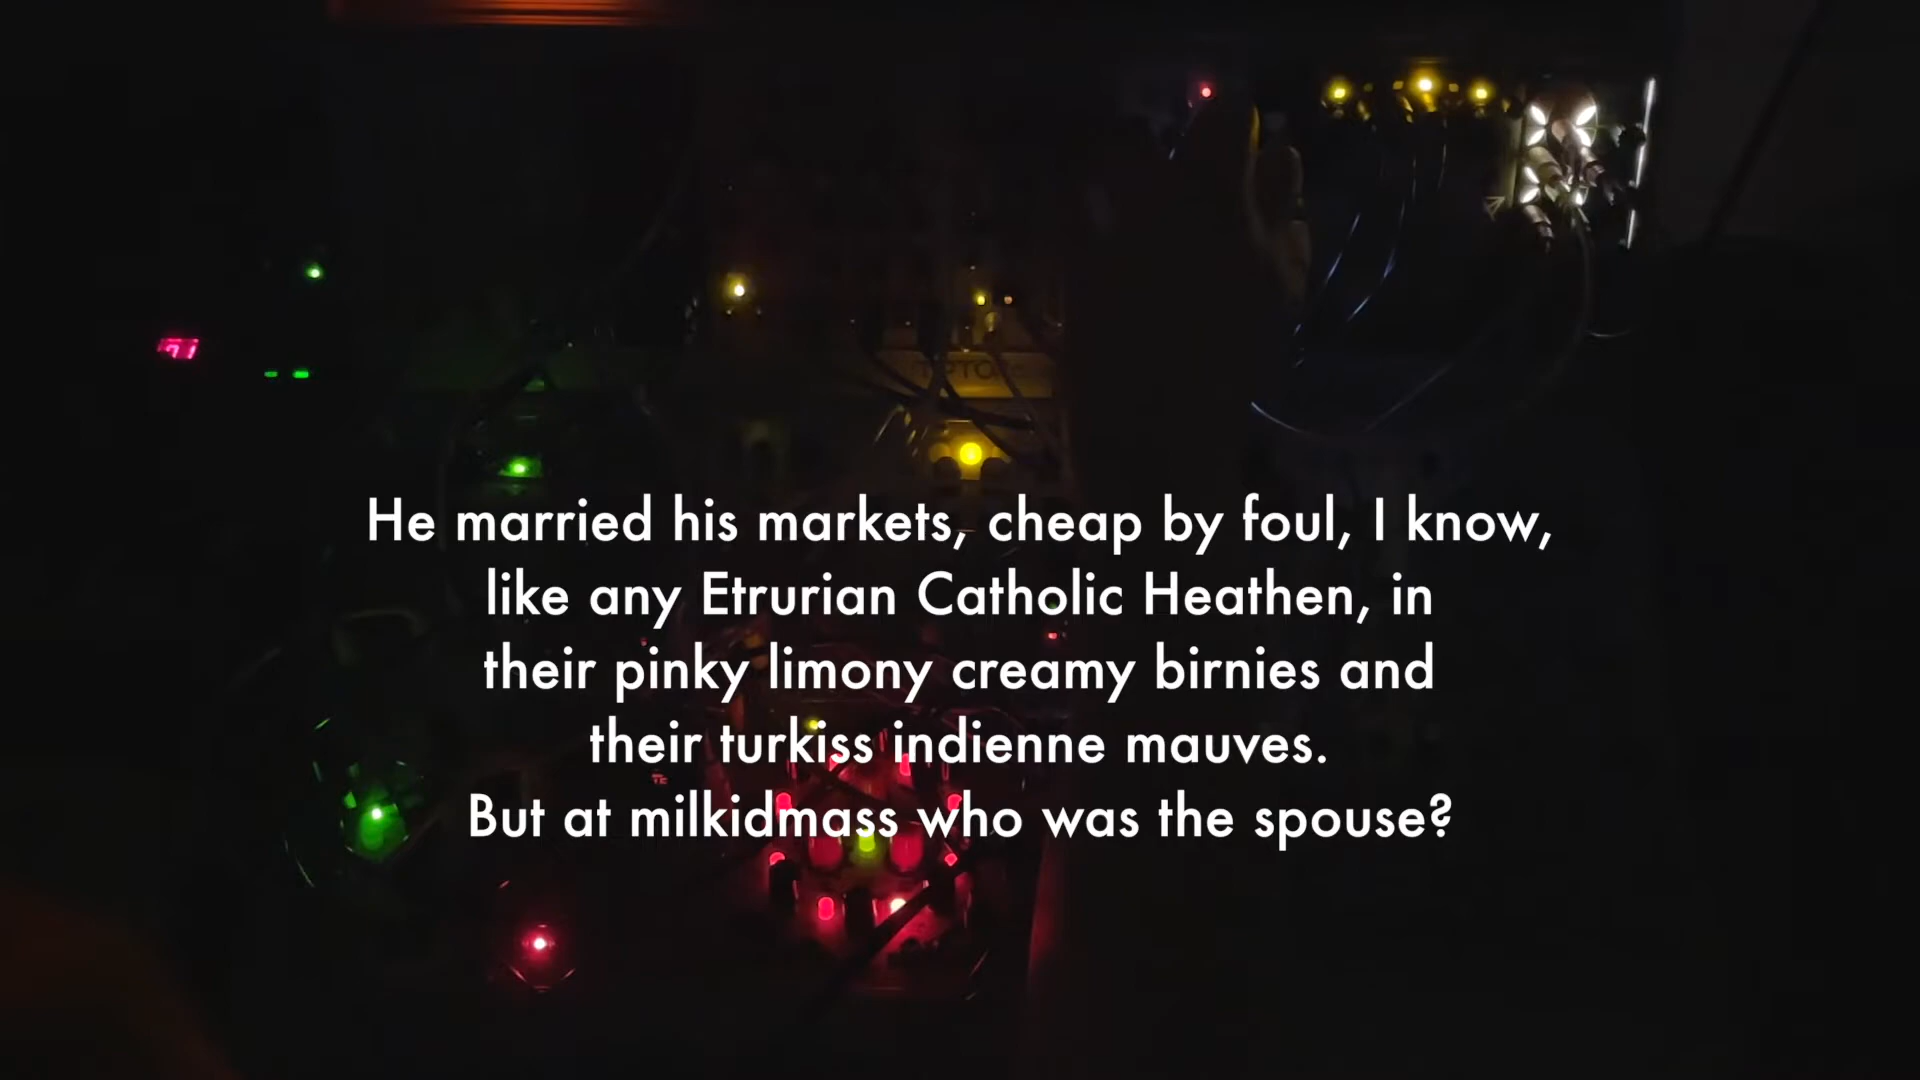 He married his markets, cheap by foul, I know,
like any Etrurian Catholic Heathen, in
their pinky limony creamy birnies and
their turkiss indienne mauves.
But at milkidmass who was the spouse?